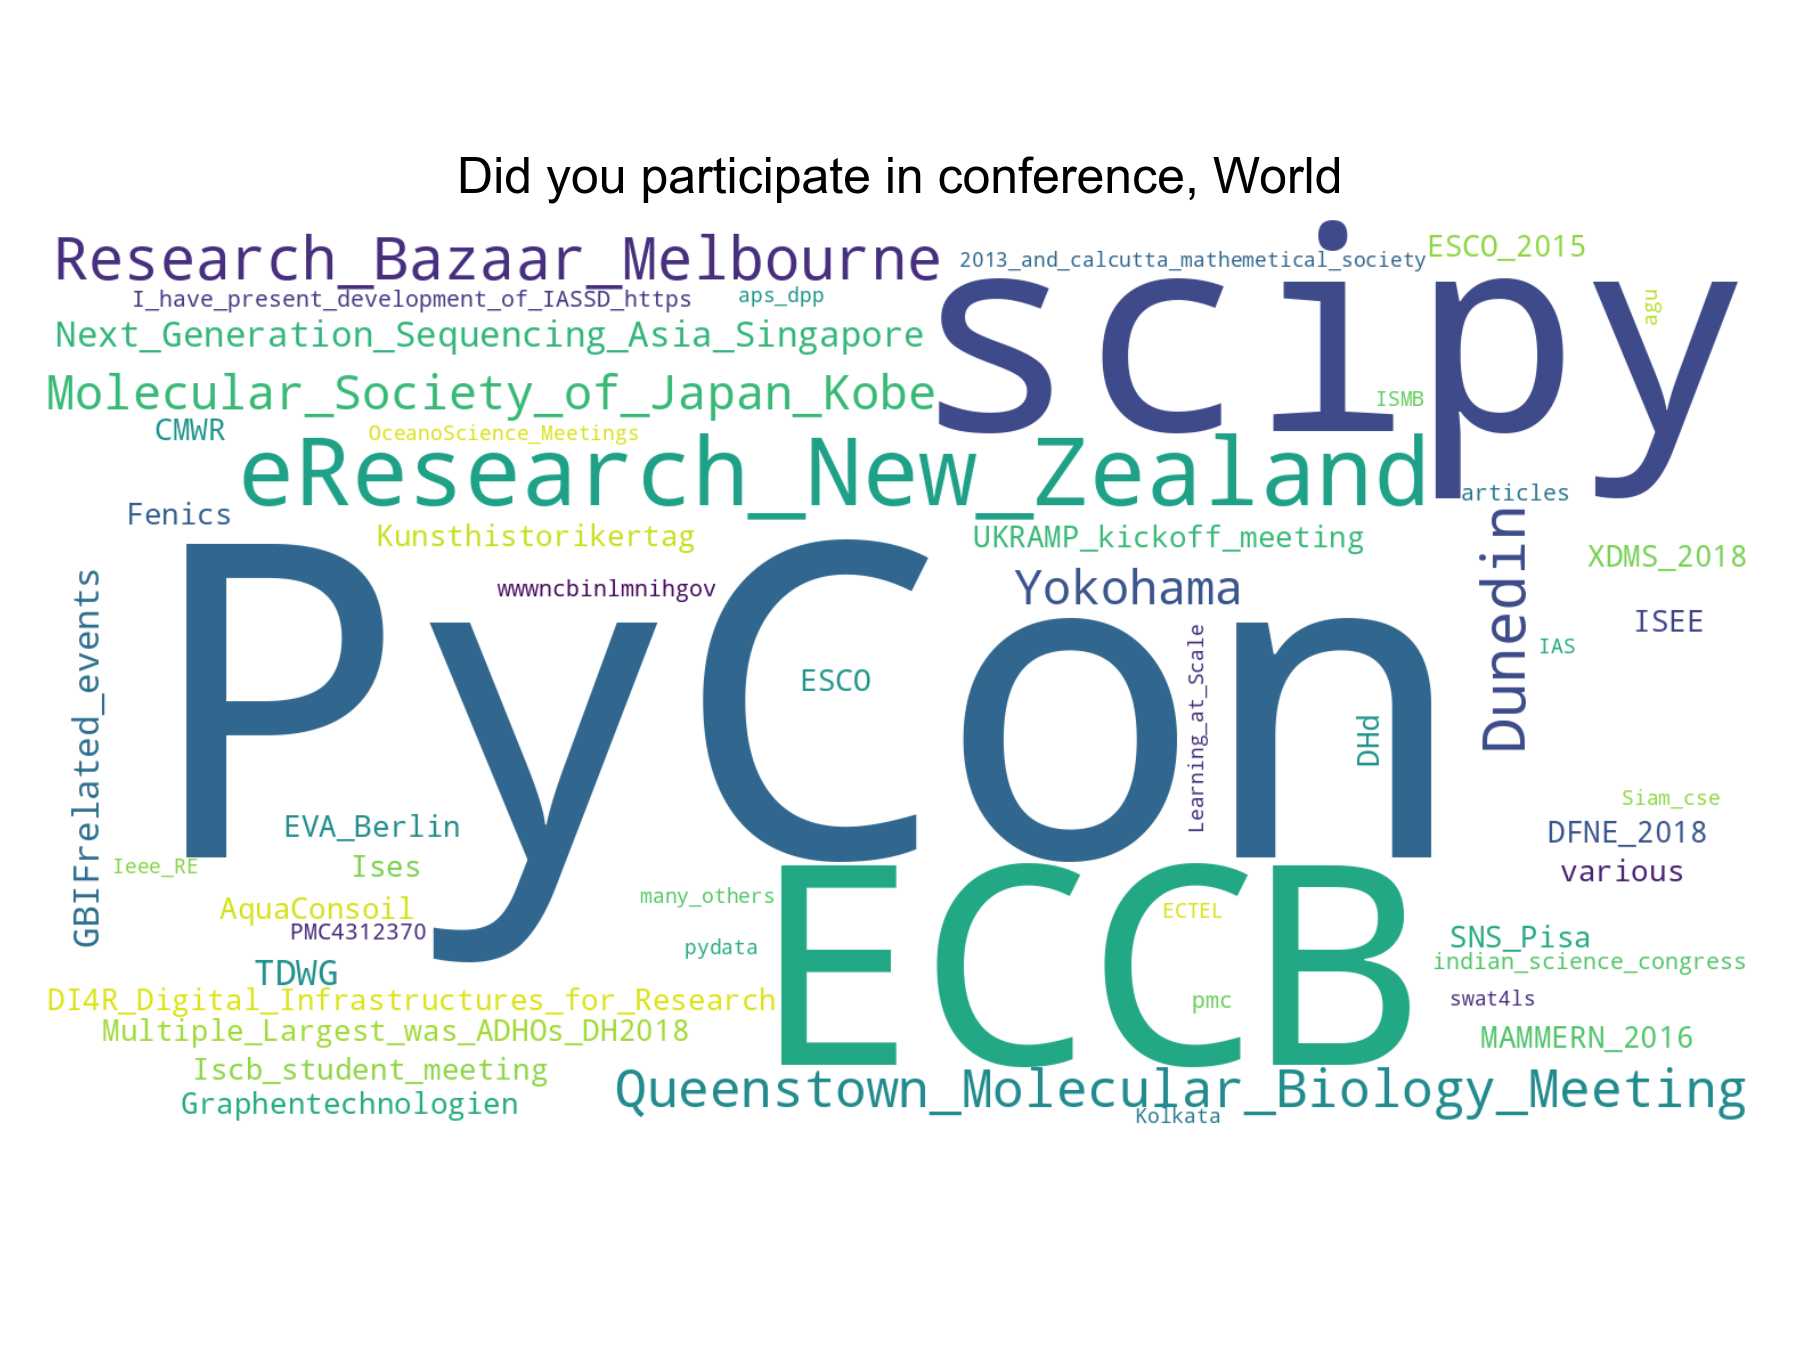 Did you participate in conference, World
Research_Bazaar_Melbourne
2013_and_calcutta_mathemetical_society
ESCO_2015
scipy
I_have_present_development_of_IASSD_https
aps_dpp
agu
Next_Generation_Sequencing_Asia_Singapore
Molecular_Society_of_Japan_Kobe
ISMB
CMWR
OceanoScience_Meetings
eResearch_New_Zealand
articles
Fenics
Kunsthistorikertag
UKRAMP_kickoff_meeting
Dunedin
XDMS_2018
wwwncbinlmnihgov
Yokohama
PyCon
ISEE
IAS
GBIFrelated_events
ESCO
Learning_at_Scale
DHd
Siam_cse
EVA_Berlin
DFNE_2018
Ieee_RE
Ises
various
many_others
ECCB
ECTEL
AquaConsoil
PMC4312370
pydata
SNS_Pisa
indian_science_congress
TDWG
DI4R_Digital_Infrastructures_for_Research
pmc
swat4ls
Multiple_Largest_was_ADHOs_DH2018
MAMMERN_2016
Iscb_student_meeting
Queenstown_Molecular_Biology_Meeting
Graphentechnologien
Kolkata